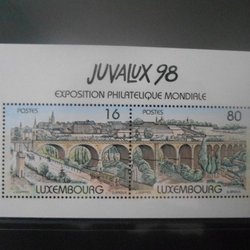 JUVALUX 98
EXPOSITION PHILATELIQUE MONDIALE
POSTES 16 POSTES 80
LUXEMBOURG LUXEMBOURG